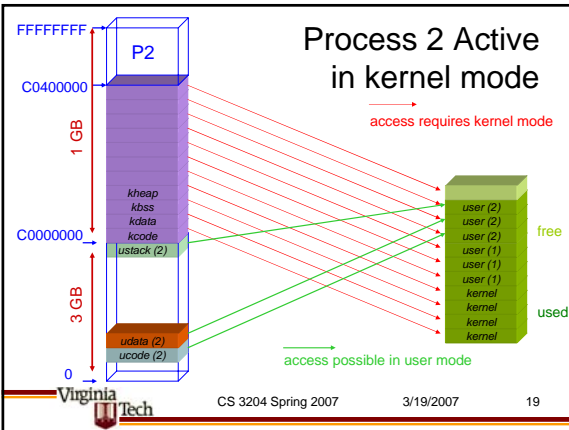 Process 2 Active
in kernel mode
FFFFFFFF
P2
C0400000
1 GB
access requires kernel mode
kheap
kbss
kdata
kcode
C0000000
ustack (2)
3 GB
udata (2)
ucode (2)
0
user (2)
user (2)
user (2)
user (1)
user (1)
user (1)
kernel
kernel
kernel
kernel
free
used
access possible in user mode
Virginia
Tech
CS 3204 Spring 2007
3/19/2007
19